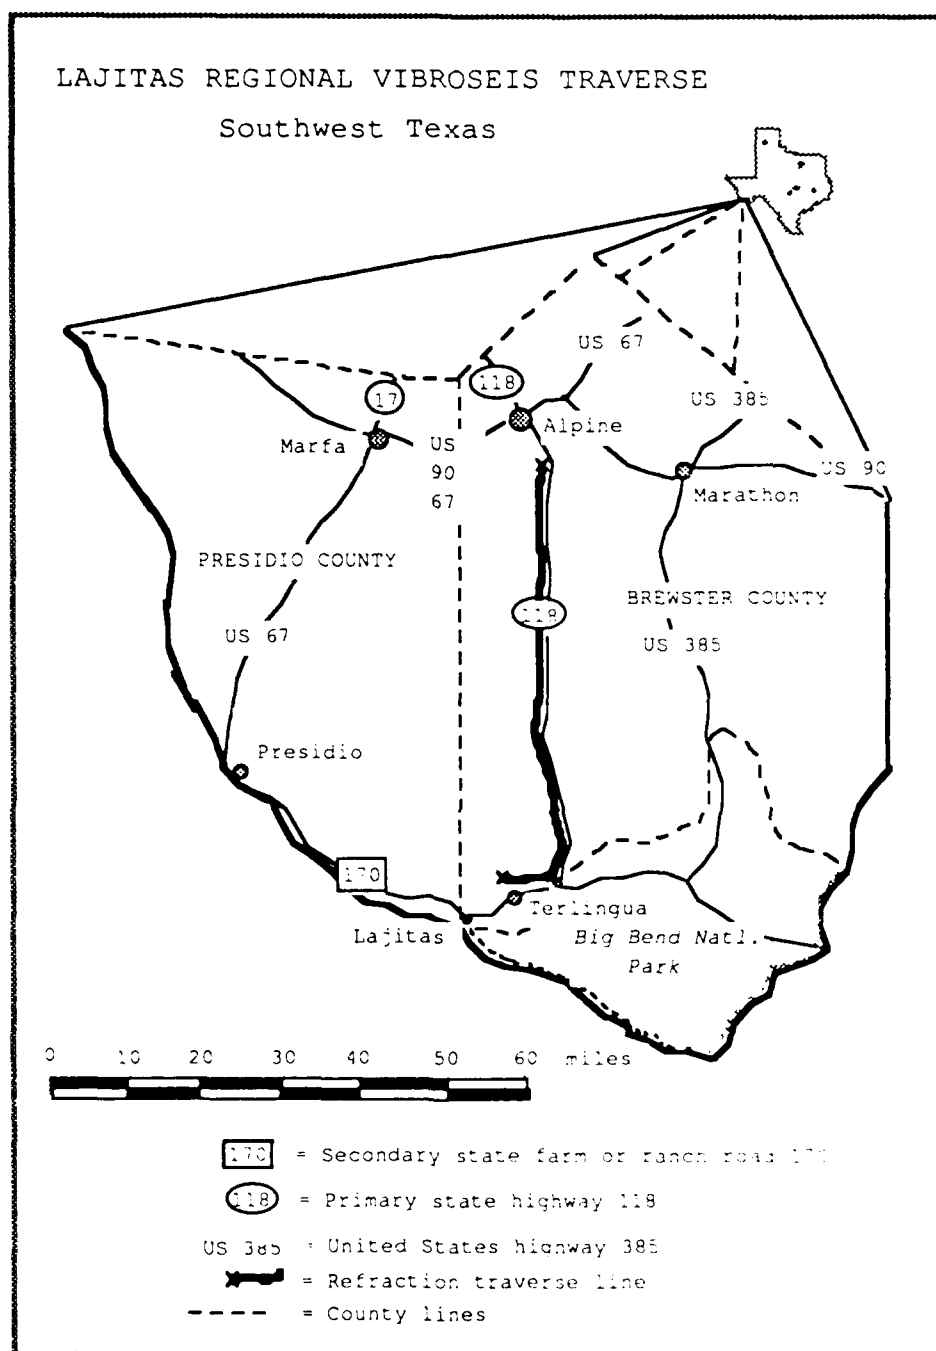 LAJITAS REGIONAL VIBROSEIS TRAVERSE
Southwest Texas
US 67
118
17
US 385
Alpine
Marfa
US
90
67
US 90
Marathon
PRESIDIO COUNTY
BREWSTER COUNTY
118
US 67
US 385
Presidio
170
Terlingua
Lajitas
Big Bend Natl.
Park
0 10 20 30 40 50 60 miles
170 = Secondary state farm or ranch road 170
118 = Primary state highway 118
US 385 = United States highway 385
= Refraction traverse line
= County lines